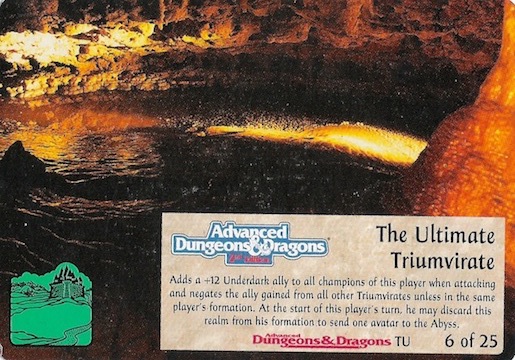 Advanced
Dungeons & Dragons
2nd Edition
The Ultimate
Triumvirate
Adds a +12 Underdark ally to all champions of this player when attacking
and negates the ally gained from all other Triumvirates unless in the same
player's formation. At the start of this player's turn, he may discard this
realm from his formation to send one avatar to the Abyss.
Advanced
Dungeons & Dragons TU 6 of 25